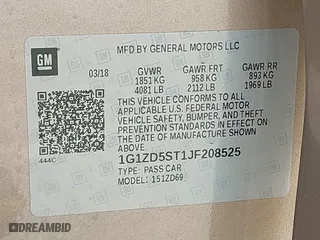 GM
MFD BY GENERAL MOTORS LLC
03/18 GVWR GAWR FRT GAWR RR
1851 KG 958 KG 893 KG
4081 LB 2112 LB 1969 LB
THIS VEHICLE CONFORMS TO ALL
APPLICABLE U.S. FEDERAL MOTOR
VEHICLE SAFETY, BUMPER, AND THEFT
PREVENTION STANDARDS IN EFFECT ON
THE DATE OF MANUFACTURE SHOWN ABOVE.
444C
1G1ZD5ST1JF208525
TYPE: PASS CAR
MODEL: 151ZD69
DREAMBID